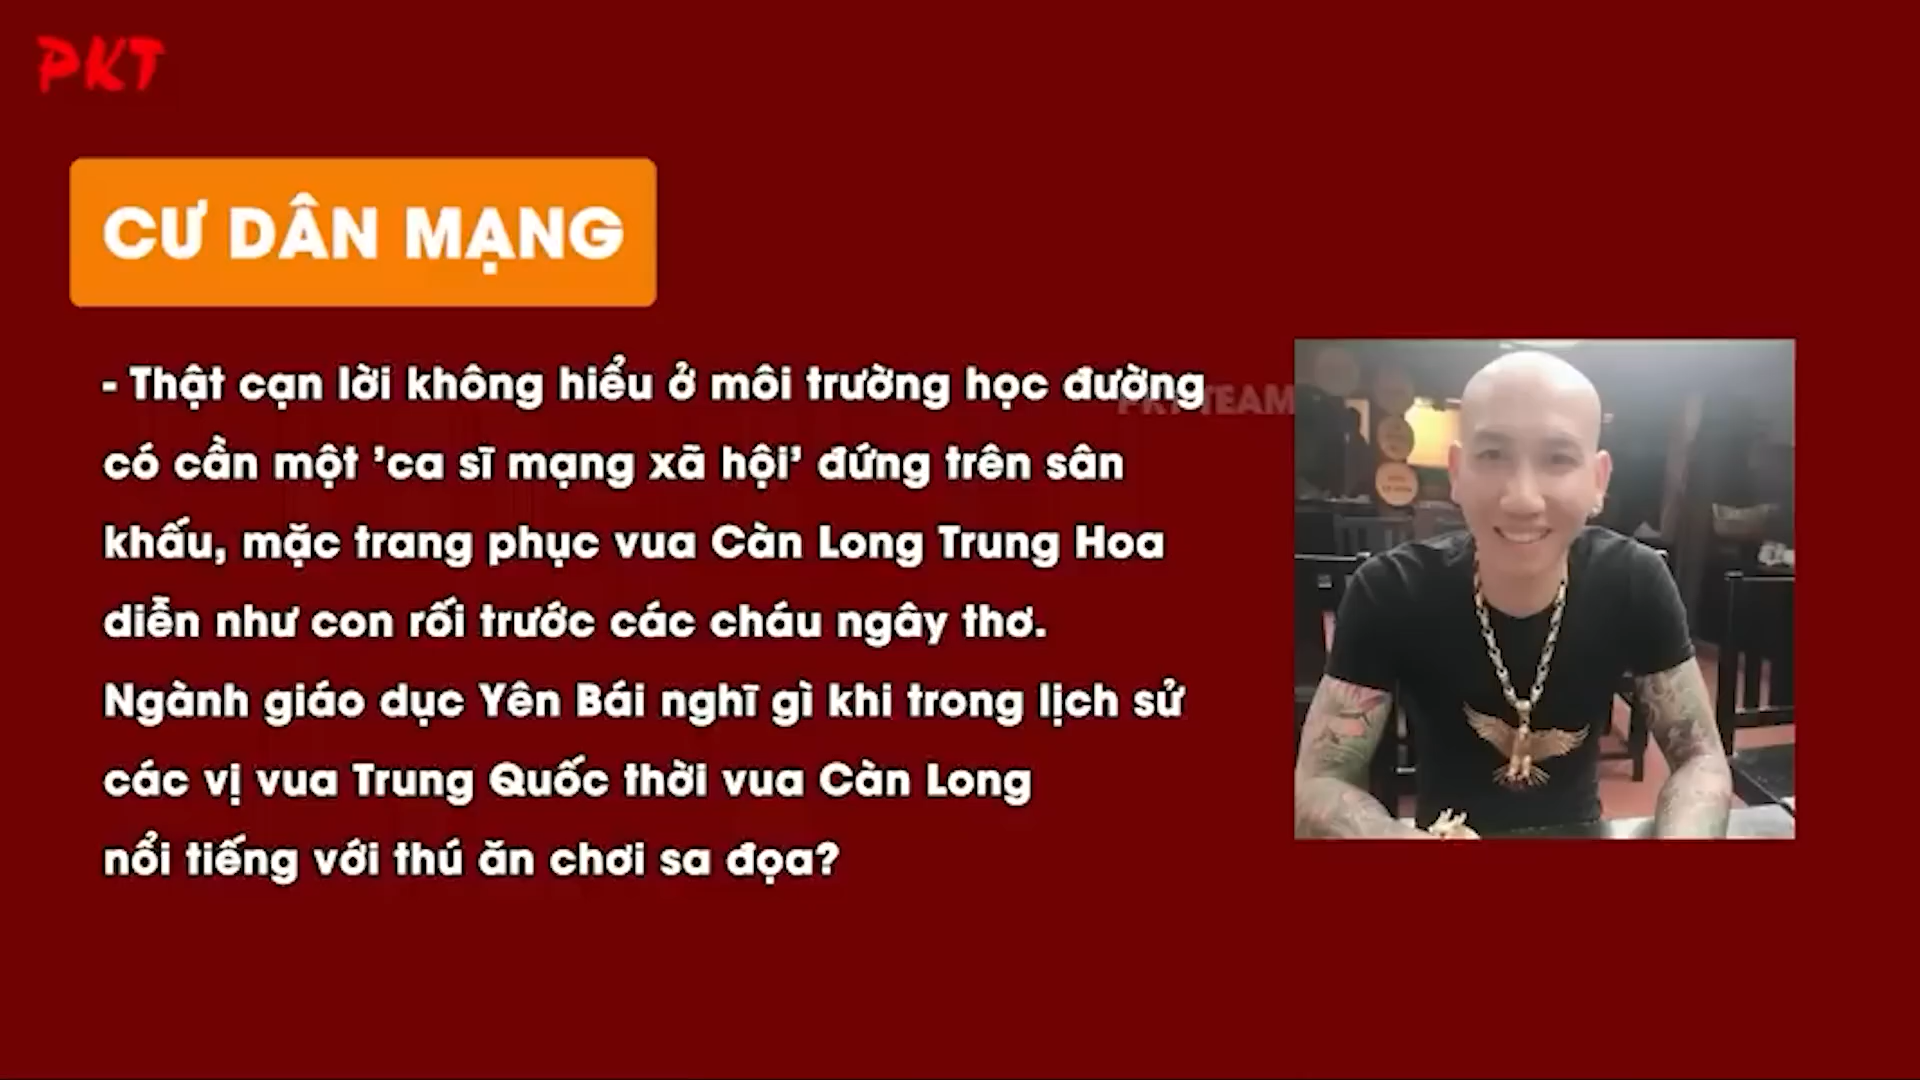 PKT
CƯ DÂN MẠNG
- Thật cạn lời không hiểu ở môi trường học đường
PKT TEAM
có cần một 'ca sĩ mạng xã hội' đứng trên sân
khấu, mặc trang phục vua Càn Long Trung Hoa
diễn như con rối trước các cháu ngây thơ.
Ngành giáo dục Yên Bái nghĩ gì khi trong lịch sử
các vị vua Trung Quốc thời vua Càn Long
nổi tiếng với thú ăn chơi sa đọa?